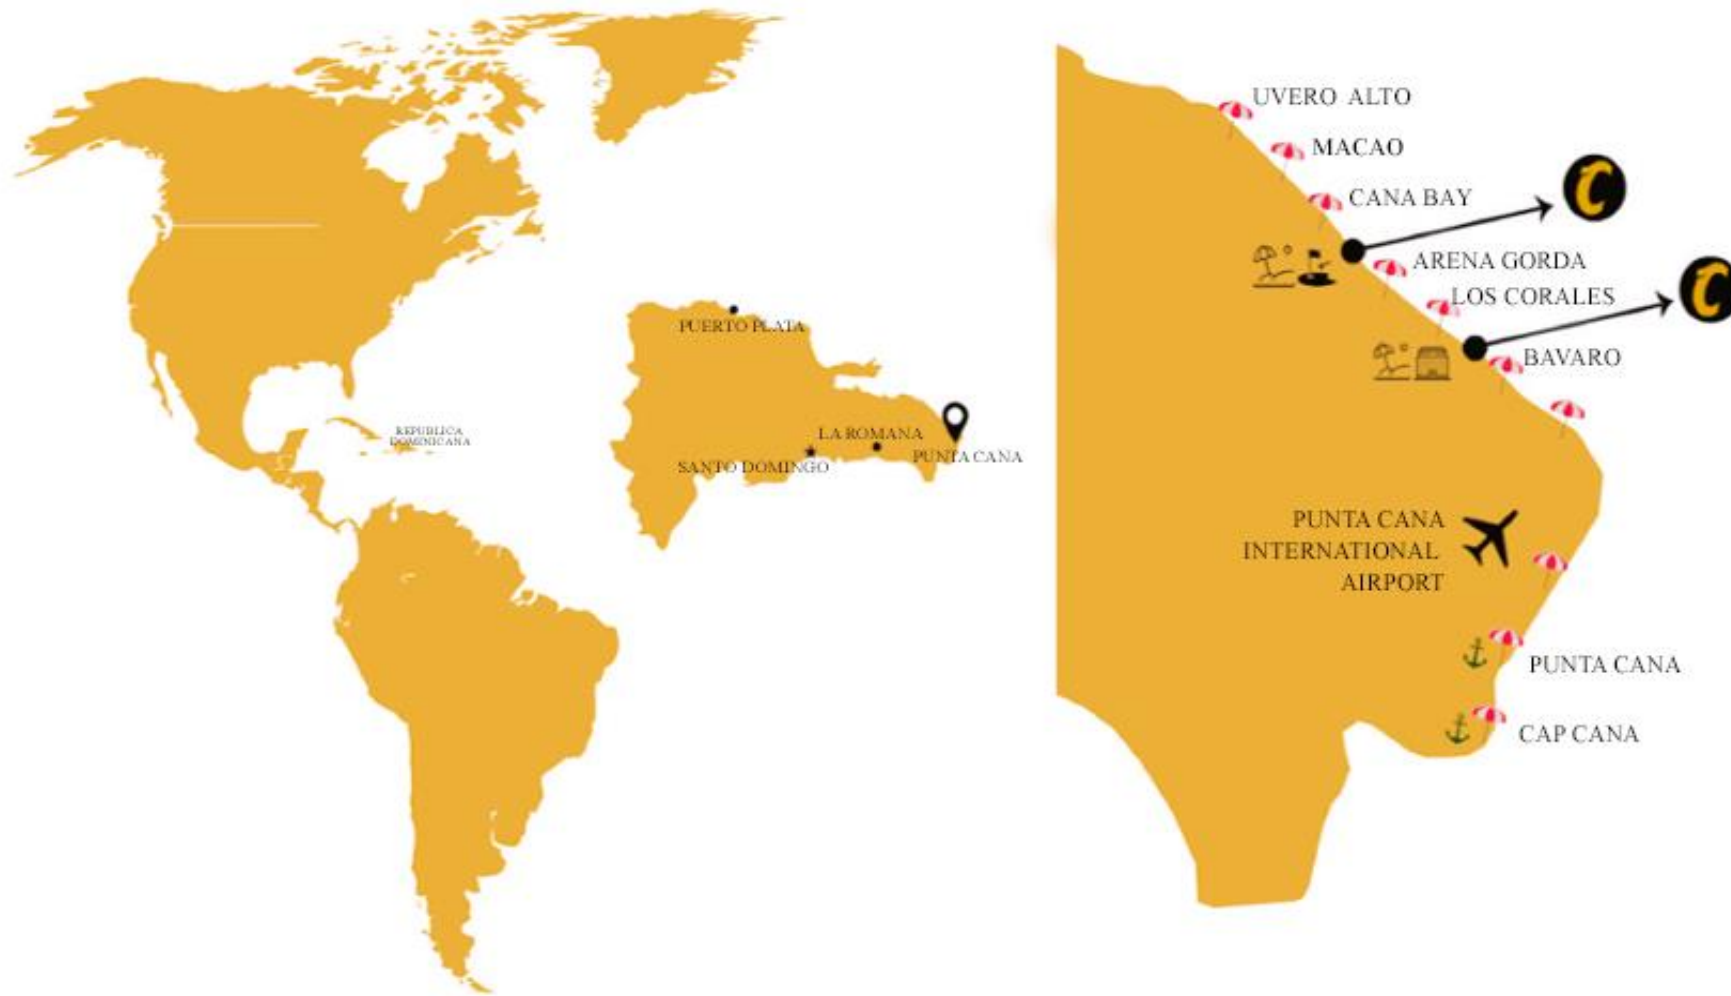 REPUBLICA
DOMINICANA
PUERTO PLATA
LA ROMANA
SANTO DOMINGO
PUNTA CANA
UVERO ALTO
MACAO
CANA BAY
C
ARENA GORDA
LOS CORALES
C
BAVARO
PUNTA CANA
INTERNATIONAL
AIRPORT
PUNTA CANA
CAP CANA